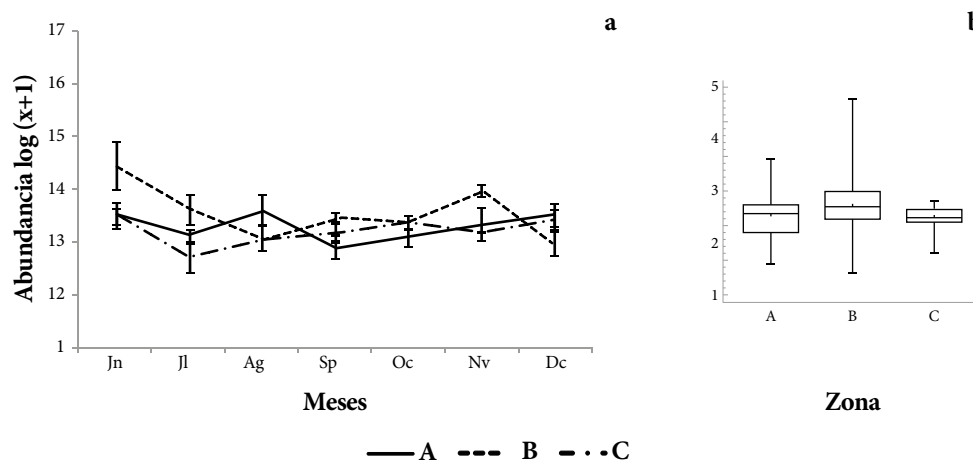 a
Abundancia log (x+1)
17
16
15
14
13
12
1
Jn Jl Ag Sp Oc Nv Dc
Meses
b
5
4
3
2
1
A B C
Zona
A B C